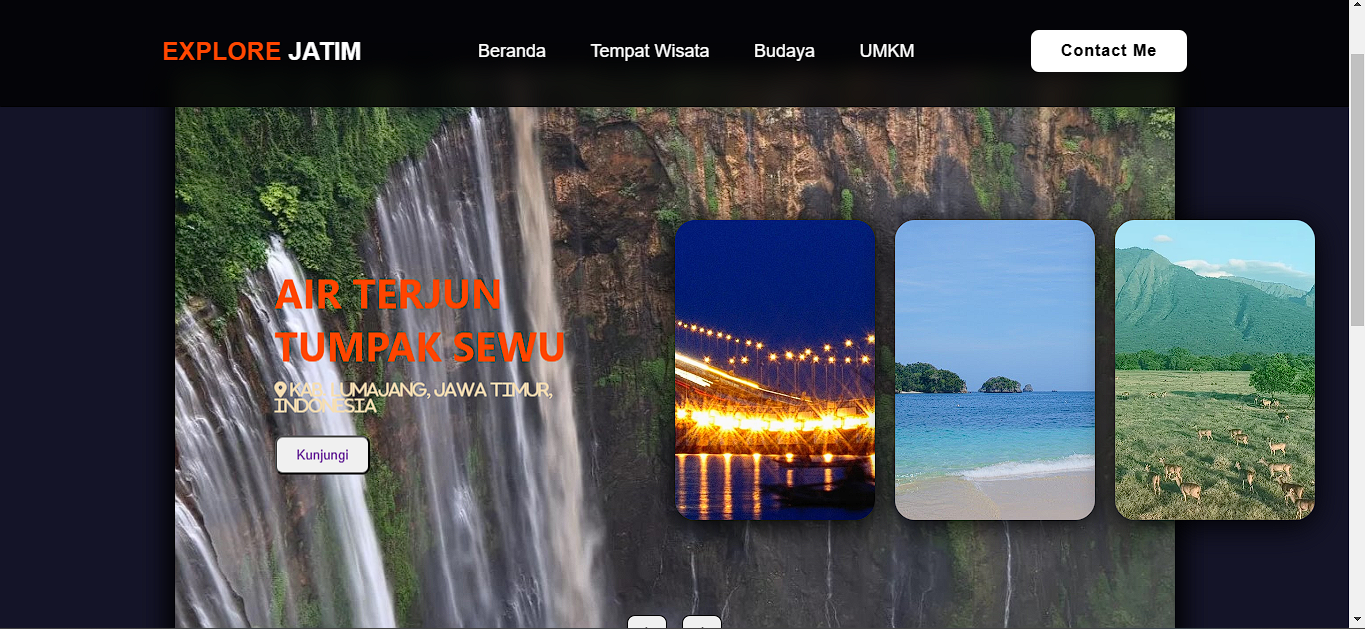 EXPLORE JATIM
Beranda
Tempat Wisata
Budaya
UMKM
Contact Me
AIR TERJUN
TUMPAK SEWU
KAB. LUMAJANG, JAWA TIMUR,
INDONESIA
Kunjungi